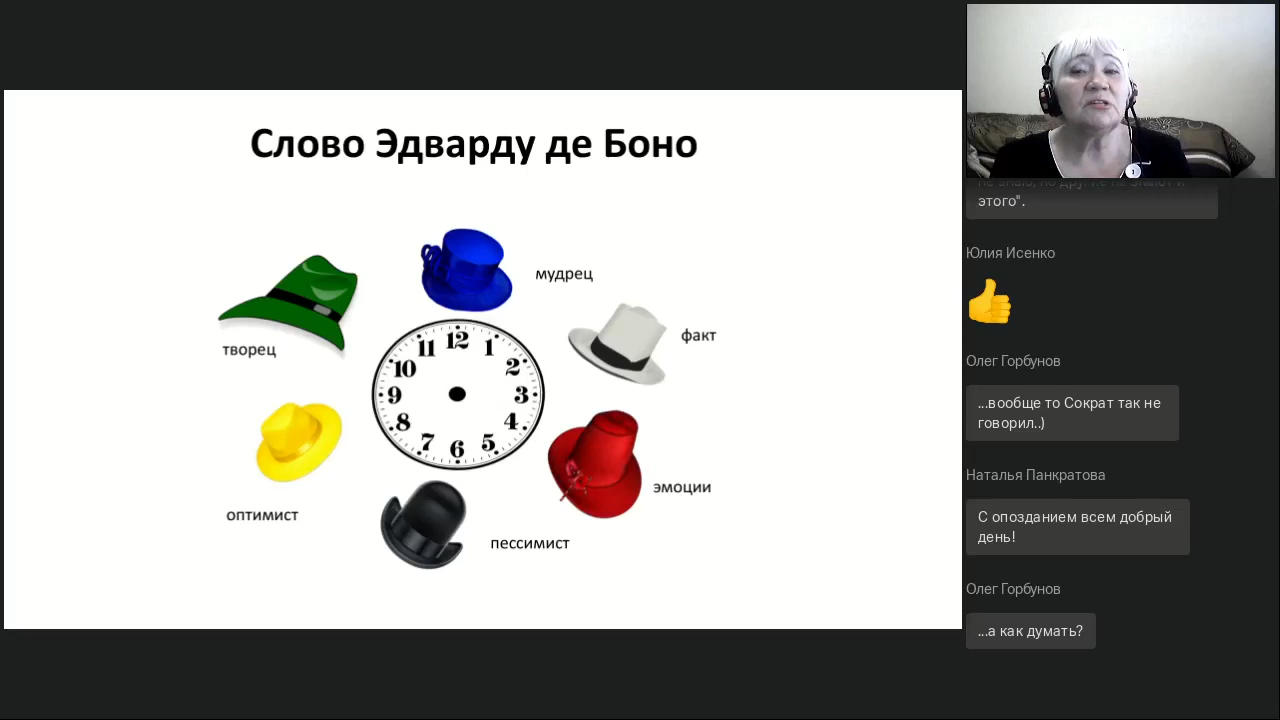 Слово Эдварду де Боно
мудрец
факт
творец
12
11
1
10
2
9
3
8
4
7
5
6
эмоции
оптимист
пессимист
этого".
Юлия Исенко
Олег Горбунов
...вообще то Сократ так не
говорил..)
Наталья Панкратова
С опозданием всем добрый
день!
Олег Горбунов
...а как думать?